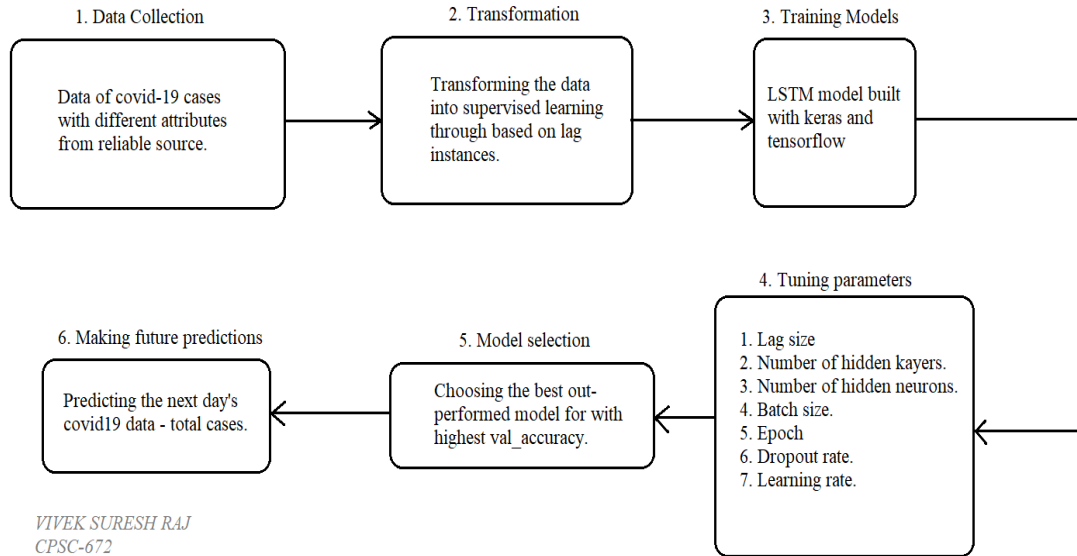 1. Data Collection
Data of covid-19 cases
with different attributes
from reliable source.
2. Transformation
Transforming the data
into supervised learning
through based on lag
instances.
3. Training Models
LSTM model built
with keras and
tensorflow
4. Tuning parameters
1. Lag size
2. Number of hidden kayers.
3. Number of hidden neurons.
4. Batch size.
5. Epoch
6. Dropout rate.
7. Learning rate.
5. Model selection
Choosing the best out-
performed model for with
highest val_accuracy.
6. Making future predictions
Predicting the next day's
covid19 data - total cases.
VIVEK SURESH RAJ
CPSC-672